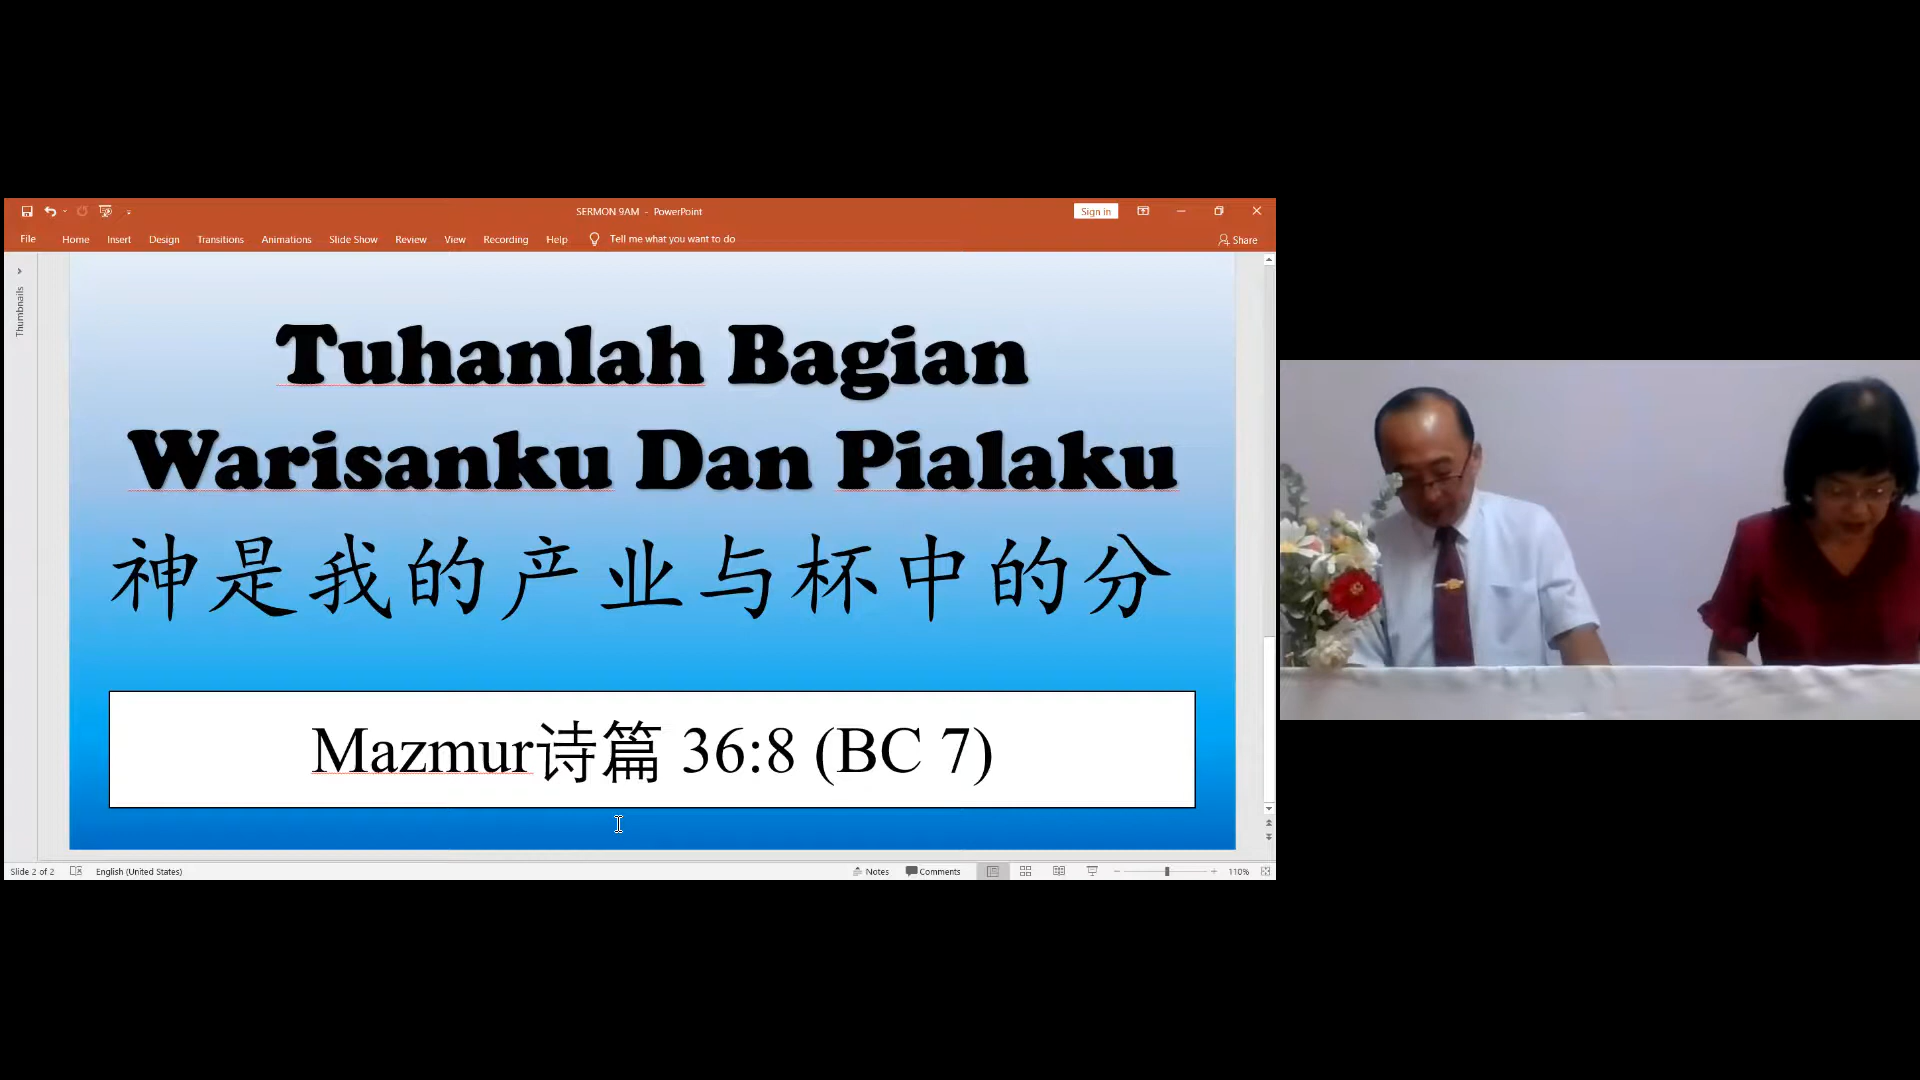 SERMON 9AM - PowerPoint
Sign in
File Home Insert Design Transitions Animations Slide Show Review View Recording Help Tell me what you want to do Share
Thumbnails
Tuhanlah Bagian
Warisanku Dan Pialaku
神是我的产业与杯中的分
Mazmur诗篇 36:8 (BC 7)
Slide 2 of 2 English (United States) Notes Comments 110%